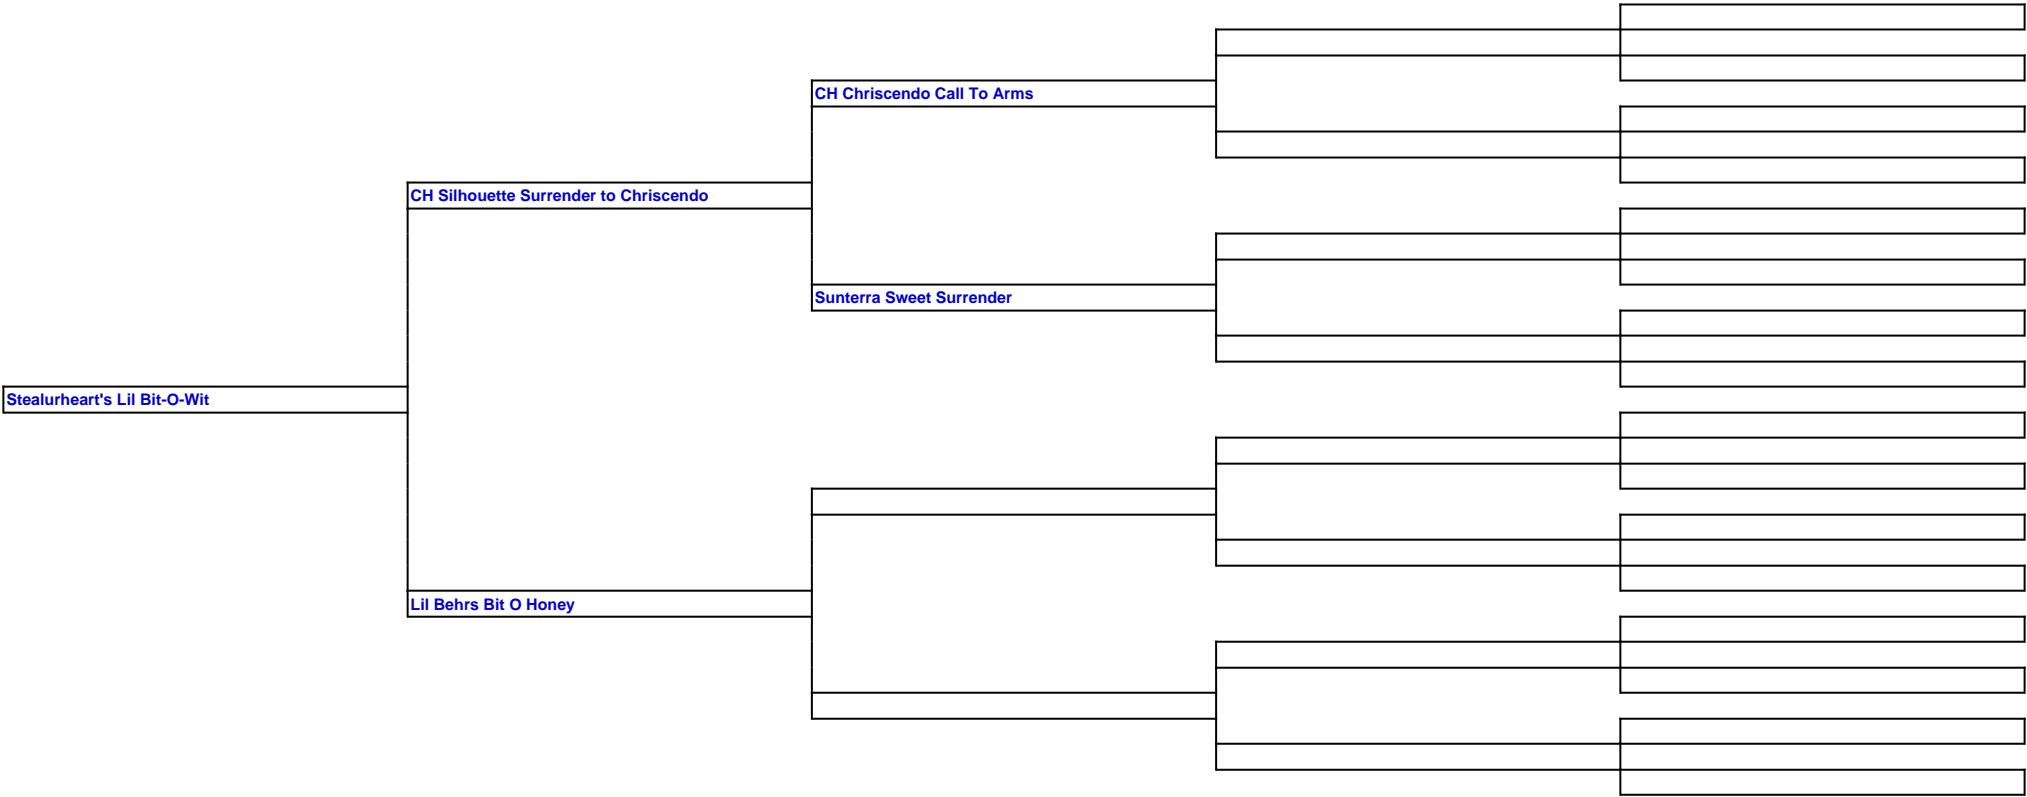 CH Chriscendo Call To Arms
CH Silhouette Surrender to Chriscendo
Sunterra Sweet Surrender
Stealurheart's Lil Bit-O-Wit
Lil Behrs Bit O Honey